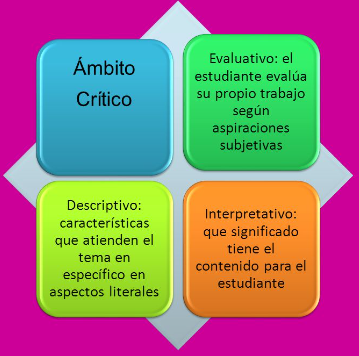 Ámbito
Crítico
Evaluativo: el
estudiante evalúa
su propio trabajo
según
aspiraciones
subjetivas
Descriptivo:
características
que atienden el
tema en
específico en
aspectos literales
Interpretativo:
que significado
tiene el
contenido para el
estudiante